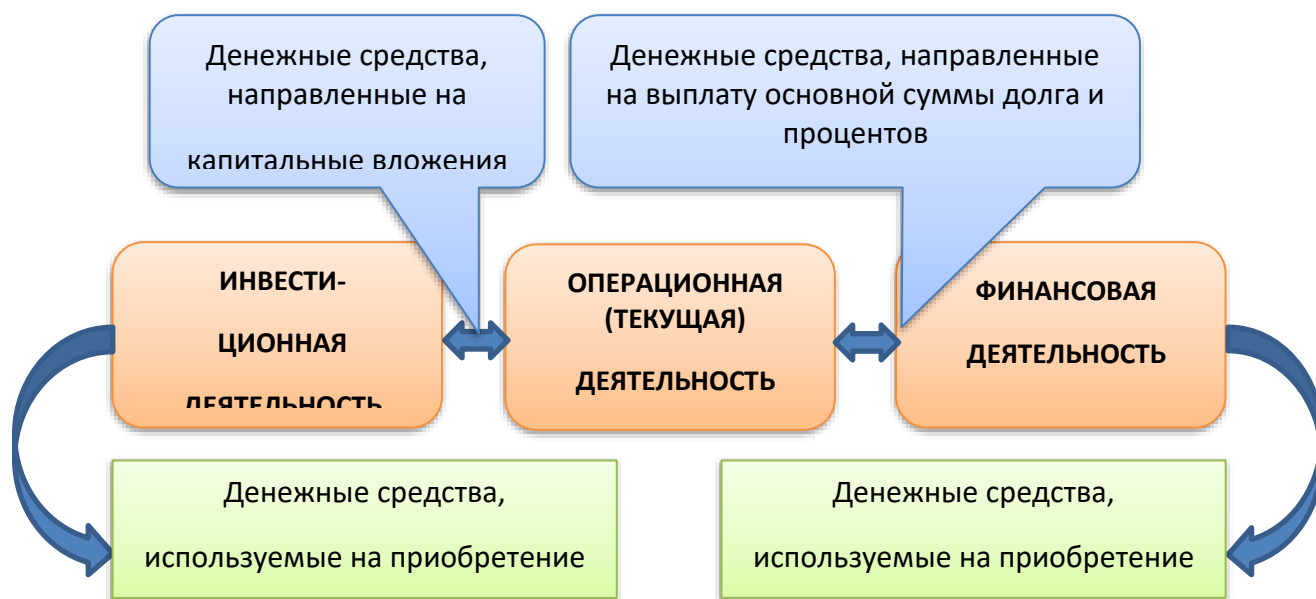 Денежные средства,
направленные на
капитальные вложения
Денежные средства, направленные
на выплату основной суммы долга и
процентов
ИНВЕСТИ-
ЦИОННАЯ
ДЕЯТЕЛЬНОСТЬ
ОПЕРАЦИОННАЯ
(ТЕКУЩАЯ)
ДЕЯТЕЛЬНОСТЬ
ФИНАНСОВАЯ
ДЕЯТЕЛЬНОСТЬ
Денежные средства,
используемые на приобретение
Денежные средства,
используемые на приобретение